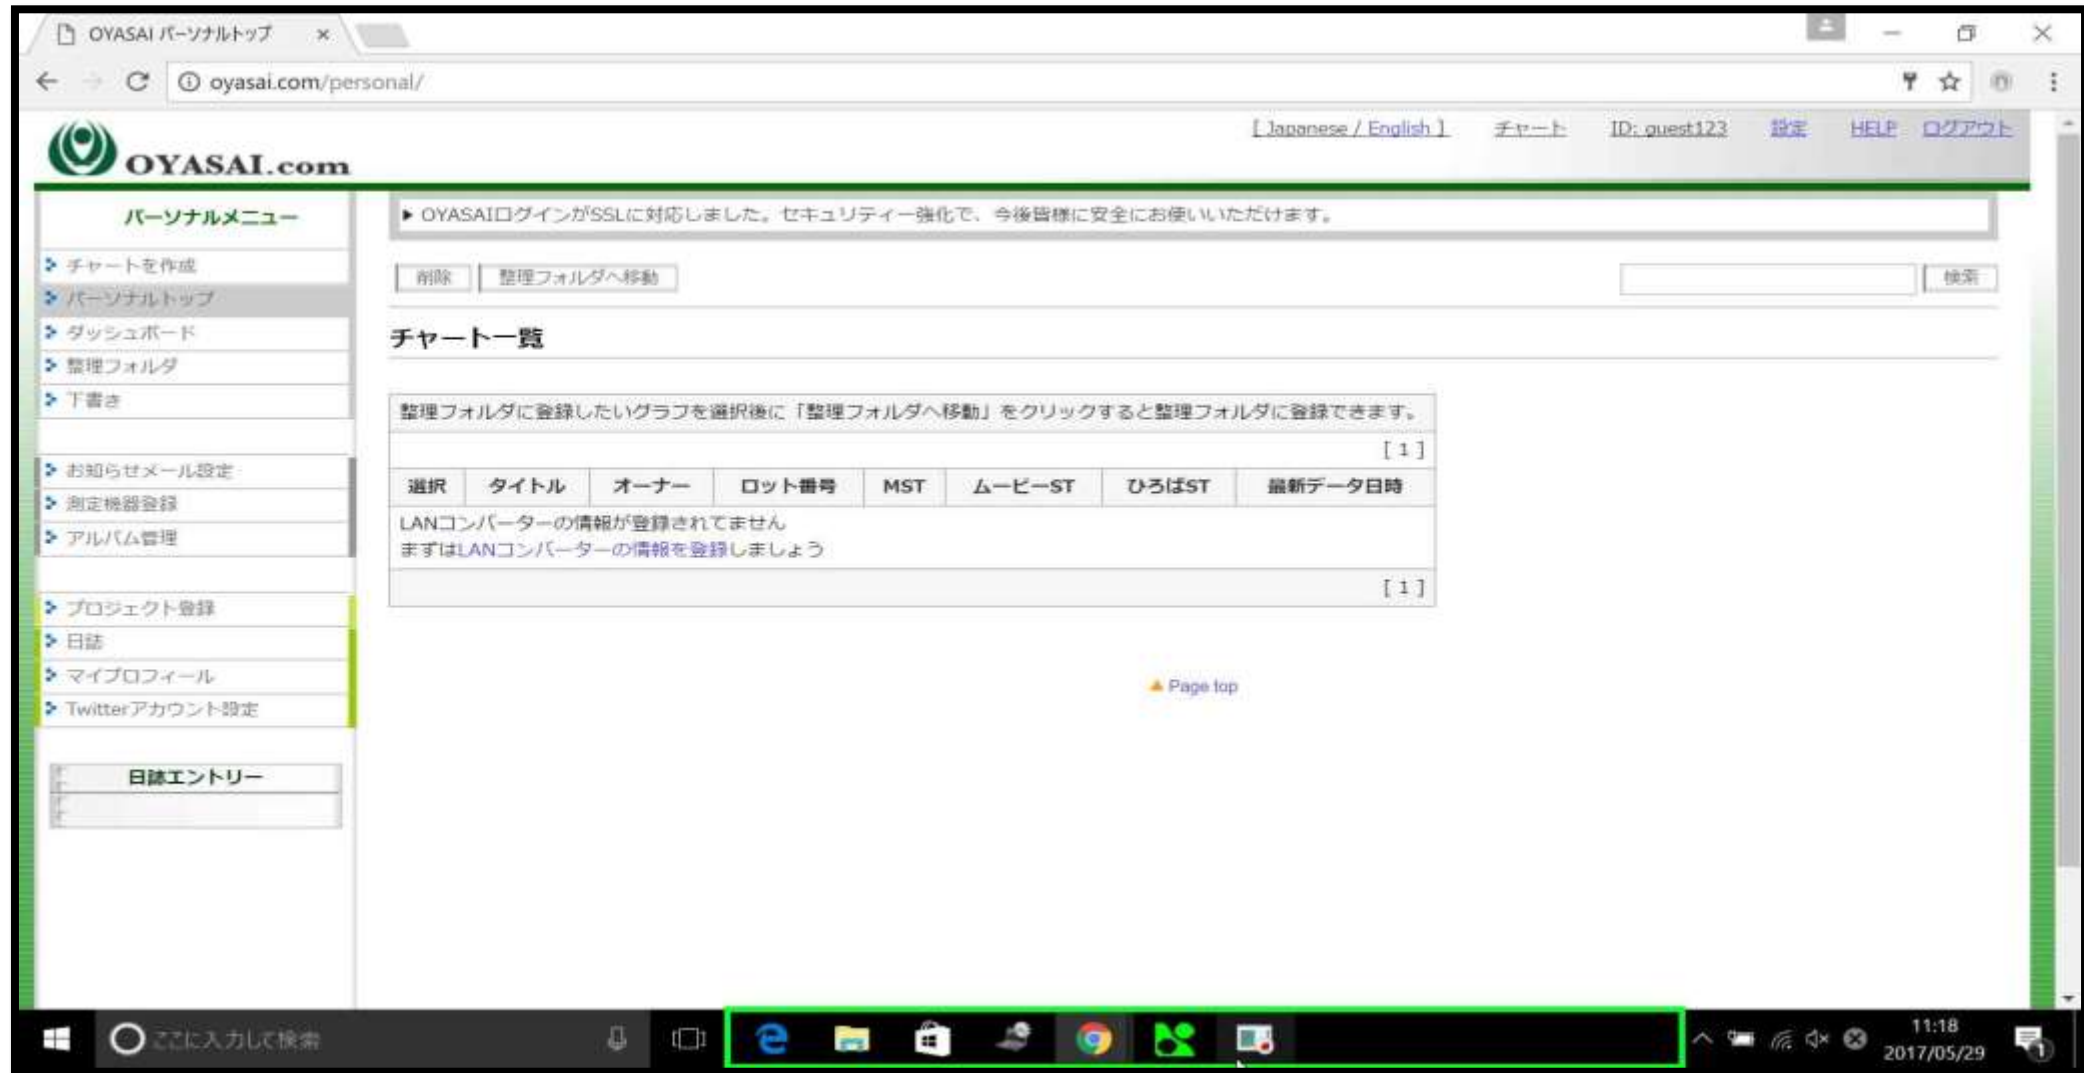 OYASAI パーソナルトップ
oyasai.com/personal/
[ Japanese / English ] チャート ID: guest123 設定 HELP ログアウト
OYASAI.com
パーソナルメニュー
チャートを作成
パーソナルトップ
ダッシュボード
整理フォルダ
下書き
お知らせメール設定
測定機器登録
アルバム管理
プロジェクト登録
日誌
マイプロフィール
Twitterアカウント設定
日誌エントリー
OYASAIログインがSSLに対応しました。セキュリティー強化で、今後皆様に安全にお使いいただけます。
削除 整理フォルダへ移動 検索
チャート一覧
整理フォルダに登録したいグラフを選択後に「整理フォルダへ移動」をクリックすると整理フォルダに登録できます。
[ 1 ]
選択 タイトル オーナー ロット番号 MST ムービーST ひろばST 最新データ日時
LANコンバーターの情報が登録されてません
まずはLANコンバーターの情報を登録しましょう
[ 1 ]
Page top
ここに入力して検索
11:18
2017/05/29
1